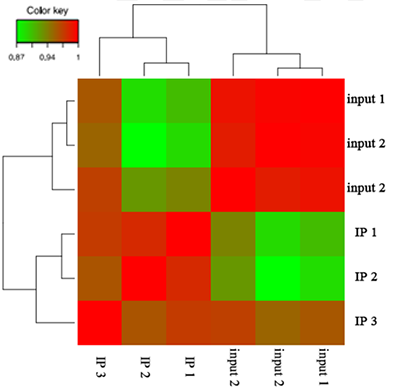 Color key
0,87 0,94 1
input 1
input 2
input 2
IP 1
IP 2
IP 3
IP 3 IP 2 IP 1 input 2 input 2 input 1